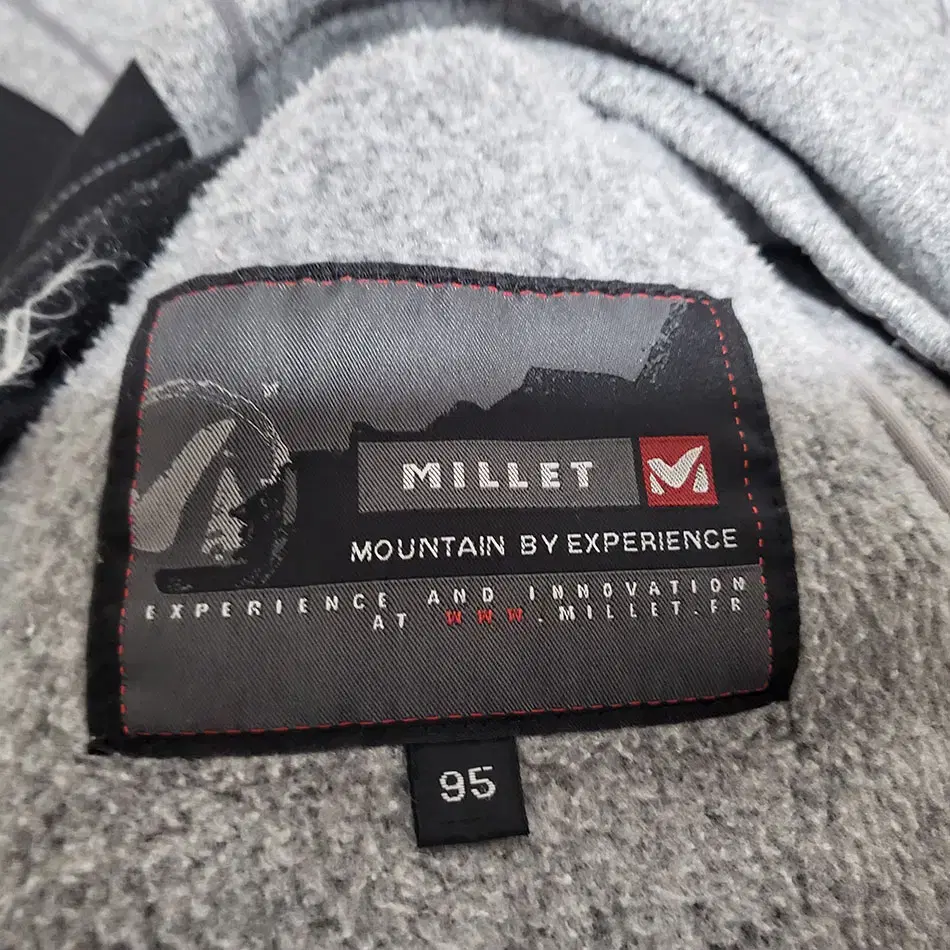 MILLET
MOUNTAIN BY EXPERIENCE
EXPERIENCE AND INNOVATION
AT WWW.MILLET.FR
95